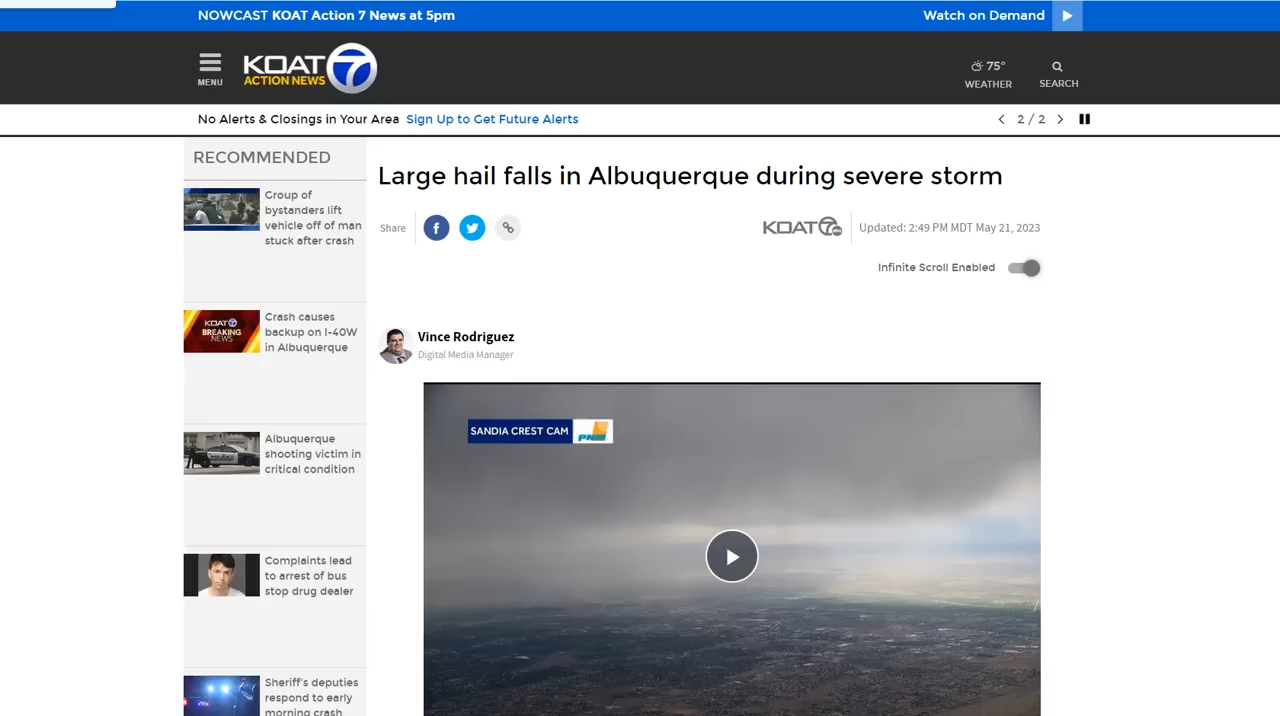 NOWCAST KOAT Action 7 News at 5pm
Watch on Demand
MENU
KOAT 7
ACTION NEWS
75°
WEATHER
SEARCH
No Alerts & Closings in Your Area Sign Up to Get Future Alerts
2 / 2
RECOMMENDED
Group of
bystanders lift
vehicle off of man
stuck after crash
KOAT 7
BREAKING
NEWS
Crash causes
backup on I-40W
in Albuquerque
Albuquerque
shooting victim in
critical condition
Complaints lead
to arrest of bus
stop drug dealer
Sheriff's deputies
respond to early
morning crash
Large hail falls in Albuquerque during severe storm
Share
KOAT 7 abc
Updated: 2:49 PM MDT May 21, 2023
Infinite Scroll Enabled
Vince Rodriguez
Digital Media Manager
SANDIA CREST CAM PNM